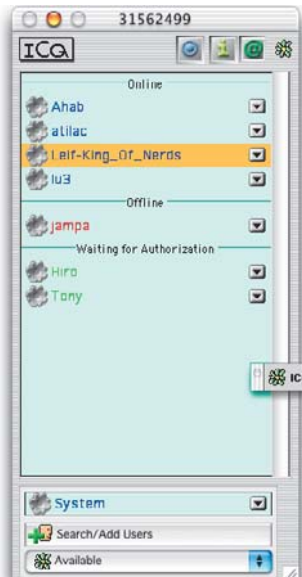 31562499
ICQ
Online
Ahab
atilac
Leif-King_Of_Nerds
lu3
Offline
jampa
Waiting for Authorization
Hiro
Tony
IC
System
Search/Add Users
Available